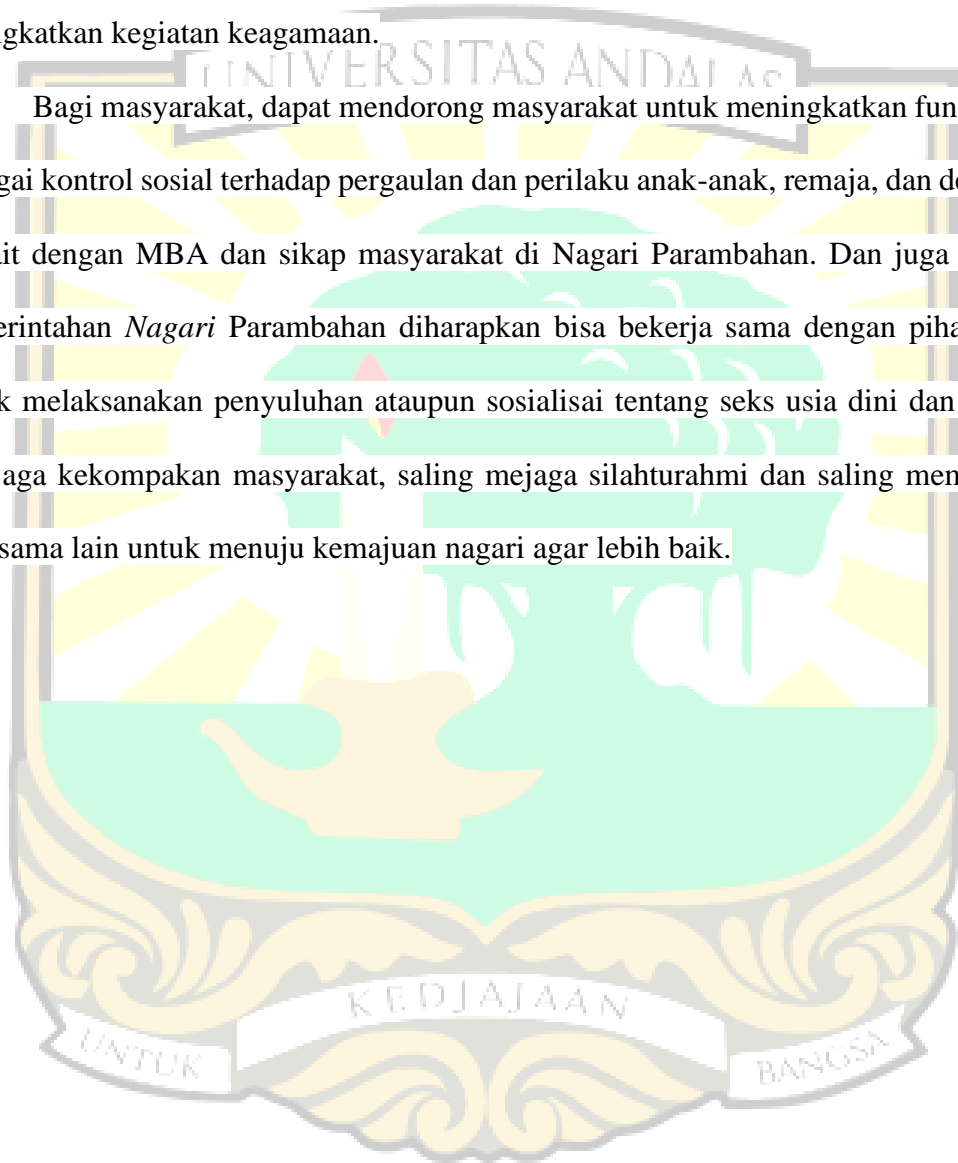 ngkatkan kegiatan keagamaan.
UNIVERSITAS ANDALAS
Bagi masyarakat, dapat mendorong masyarakat untuk meningkatkan fun
gai kontrol sosial terhadap pergaulan dan perilaku anak-anak, remaja, dan de
it dengan MBA dan sikap masyarakat di Nagari Parambahan. Dan juga
erintahan Nagari Parambahan diharapkan bisa bekerja sama dengan piha
k melaksanakan penyuluhan ataupun sosialisai tentang seks usia dini dan
aga kekompakan masyarakat, saling mejaga silahturahmi dan saling men
sama lain untuk menuju kemajuan nagari agar lebih baik.
UNTUK KEDJAJAAN BANGSA